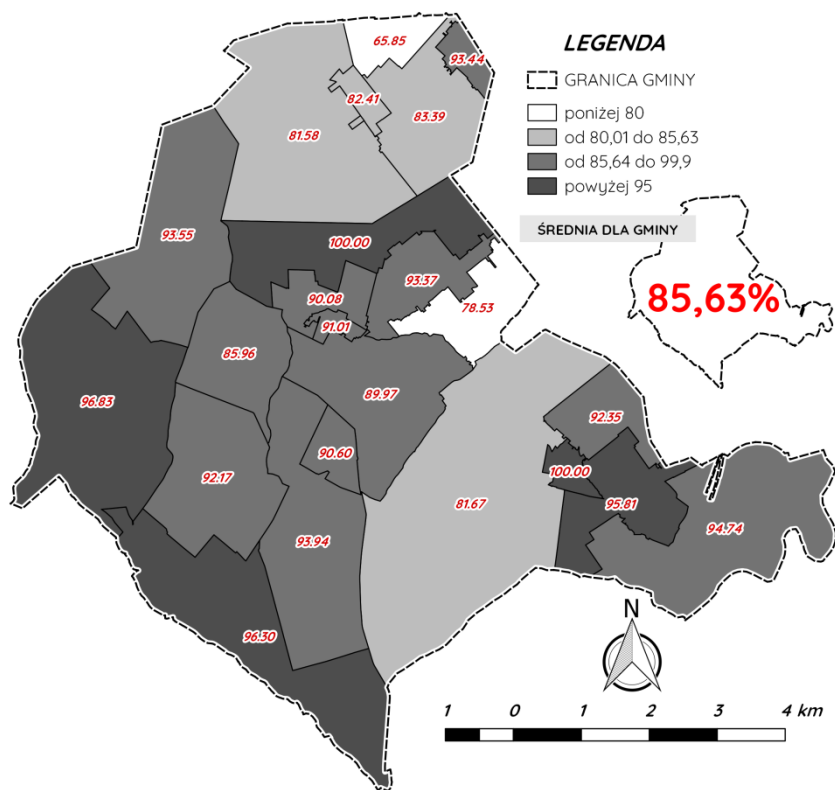 LEGENDA
GRANICA GMINY
poniżej 80
od 80,01 do 85,63
od 85,64 do 99,9
powyżej 95
ŚREDNIA DLA GMINY
85,63%
65.85
93.44
82.41
83.39
81.58
93.55
100.00
93.37
90.08
78.53
91.01
85.96
89.97
96.83
92.35
90.60
92.17
100.00
81.67
95.81
94.74
93.94
96.30
N
1 0 1 2 3 4 km